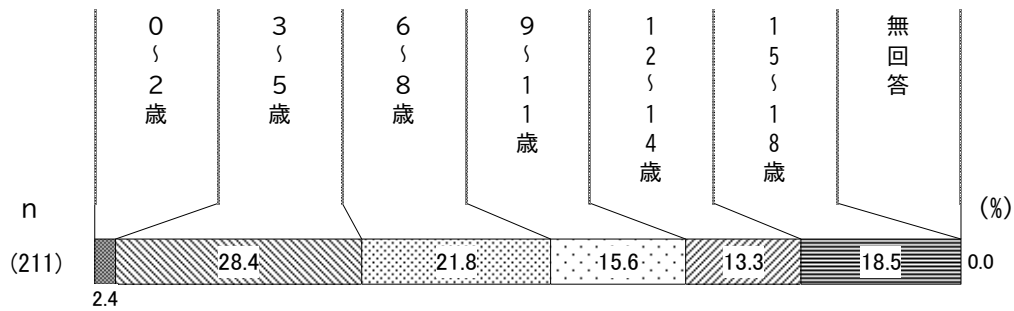 0～2歳
3～5歳
6～8歳
9～11歳
12～14歳
15～18歳
無回答
n
(%)
(211)
28.4
21.8
15.6
13.3
18.5
0.0
2.4